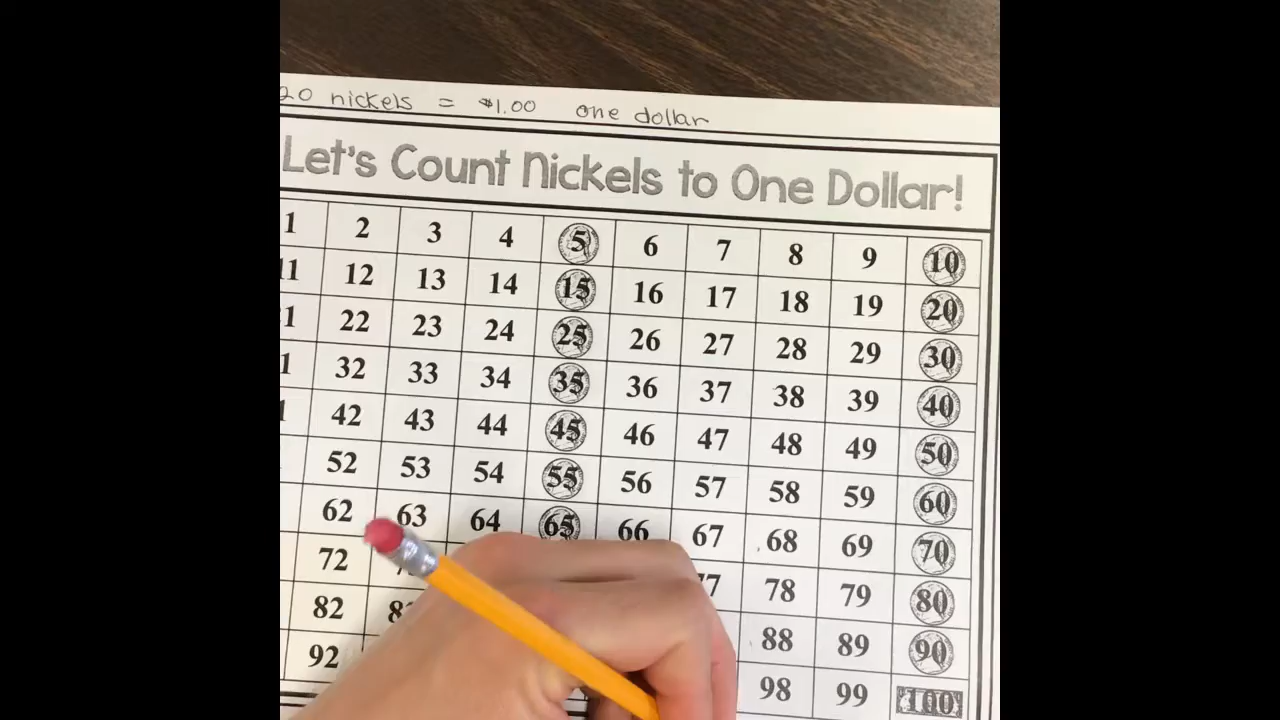 20 nickels = $1.00 one dollar
Let's Count Nickels to One Dollar!
1 2 3 4 5 6 7 8 9 10
11 12 13 14 15 16 17 18 19 20
1 22 23 24 25 26 27 28 29 30
1 32 33 34 35 36 37 38 39 40
1 42 43 44 45 46 47 48 49 50
52 53 54 55 56 57 58 59 60
62 63 64 65 66 67 68 69 70
72 78 79 80
82 88 89 90
92 98 99 100